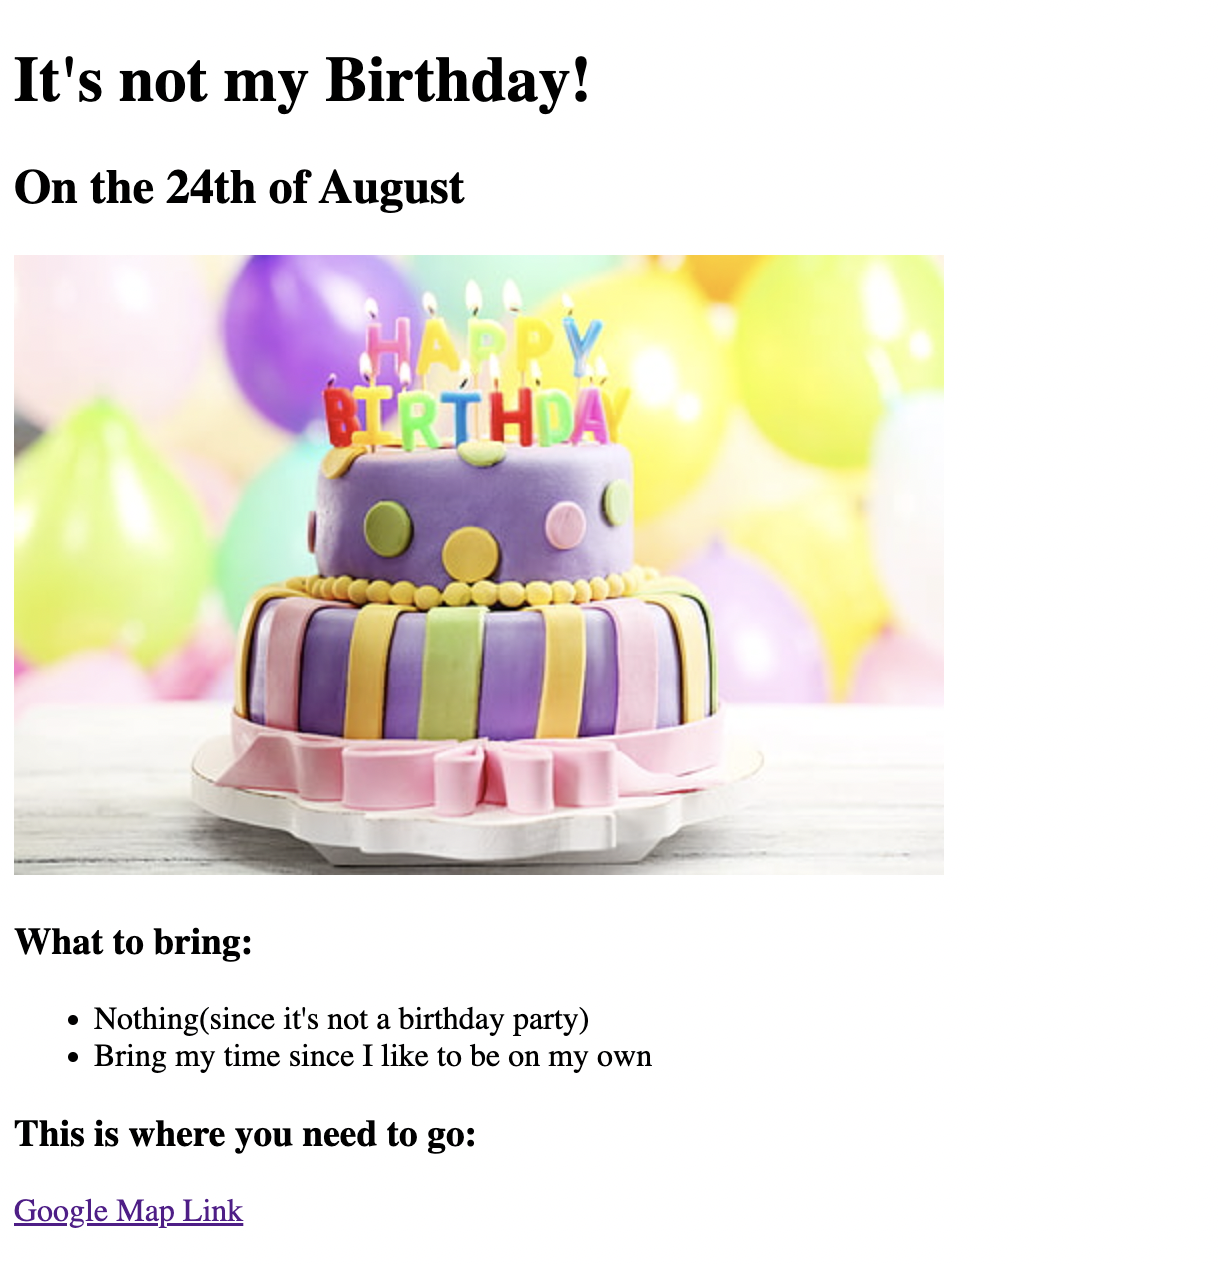 It's not my Birthday!
On the 24th of August
HAPPY
BIRTHDAY
What to bring:
Nothing(since it's not a birthday party)
Bring my time since I like to be on my own
This is where you need to go:
Google Map Link